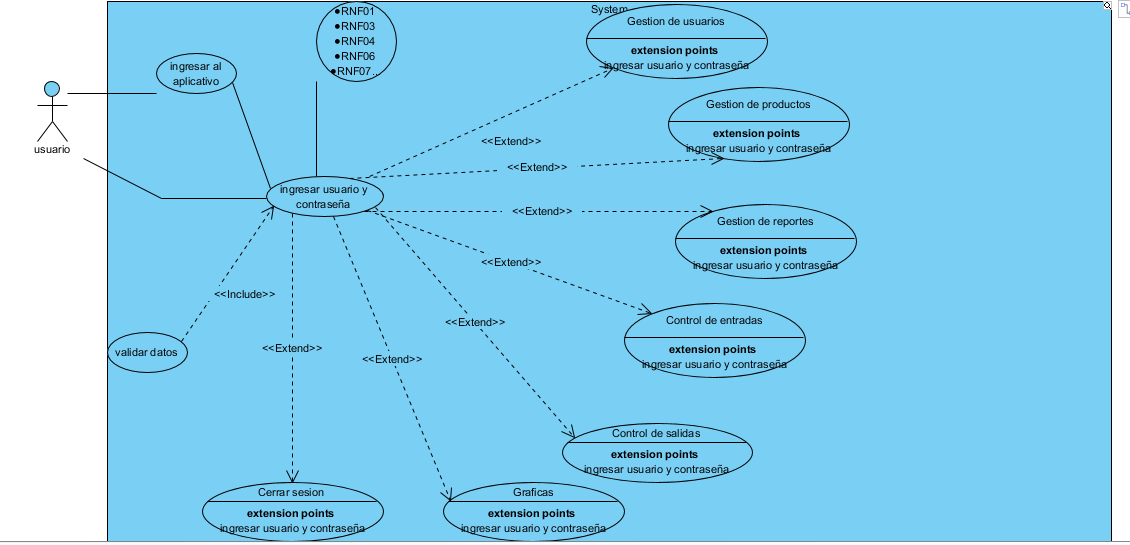 System
●RNF01
●RNF03
●RNF04
●RNF06
●RNF07...
Gestion de usuarios
extension points
ingresar usuario y contraseña
ingresar al
aplicativo
usuario
Gestion de productos
extension points
ingresar usuario y contraseña
<<Extend>>
<<Extend>>
ingresar usuario y
contraseña
<<Extend>>
Gestion de reportes
extension points
ingresar usuario y contraseña
<<Extend>>
<<Include>>
<<Extend>>
Control de entradas
extension points
ingresar usuario y contraseña
validar datos
<<Extend>>
<<Extend>>
Control de salidas
extension points
ingresar usuario y contraseña
Cerrar sesion
extension points
ingresar usuario y contraseña
Graficas
extension points
ingresar usuario y contraseña